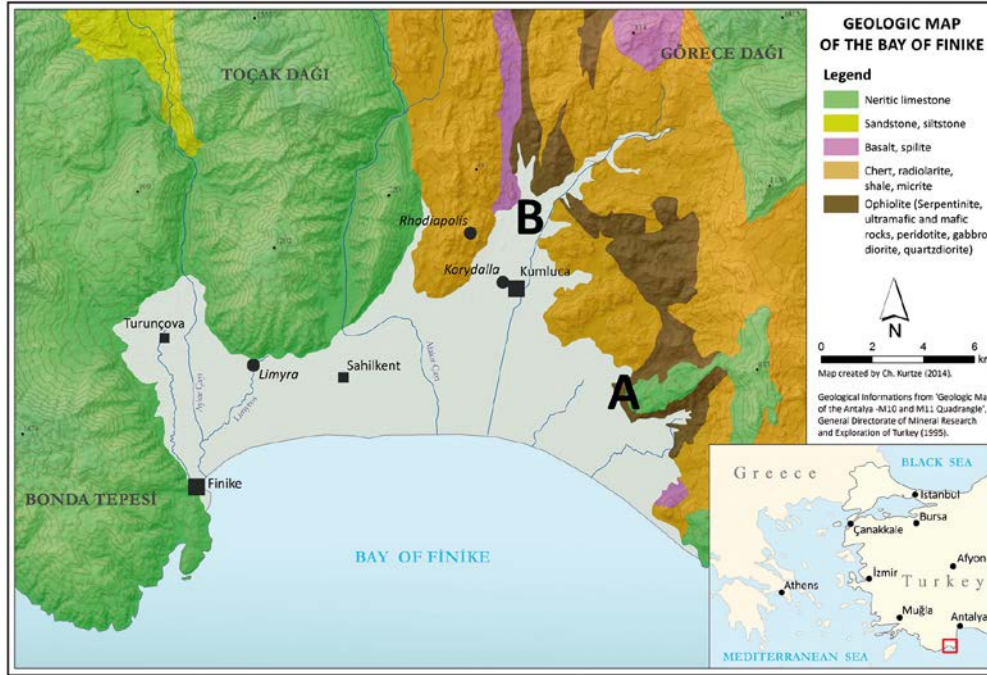 GEOLOGIC MAP
OF THE BAY OF FINIKE
Legend
Neritic limestone
Sandstone, siltstone
Basalt, spilite
Chert, radiolarite,
shale, micrite
Ophiolite (Serpentinite,
ultramafic and mafic
rocks, peridotite, gabbro
diorite, quartzdiorite)
N
0 2 4 6
km
Map created by Ch. Kurtze (2014).
Geological Informations from 'Geologic Ma
of the Antalya -M10 and M11 Quadrangle',
General Directorate of Mineral Research
and Exploration of Turkey (1995).
TOÇAK DAĞI
GÖRECE DAĞI
Rhodiapolis
B
Korydalla
Kumluca
Turunçova
Limyra
Sahilkent
A
Finike
BONDA TEPESİ
BAY OF FİNİKE
Greece
BLACK SEA
Istanbul
Çanakkale
Bursa
Afyon
İzmir
Turkey
Athens
Muğla
Antalya
MEDITERRANEAN SEA